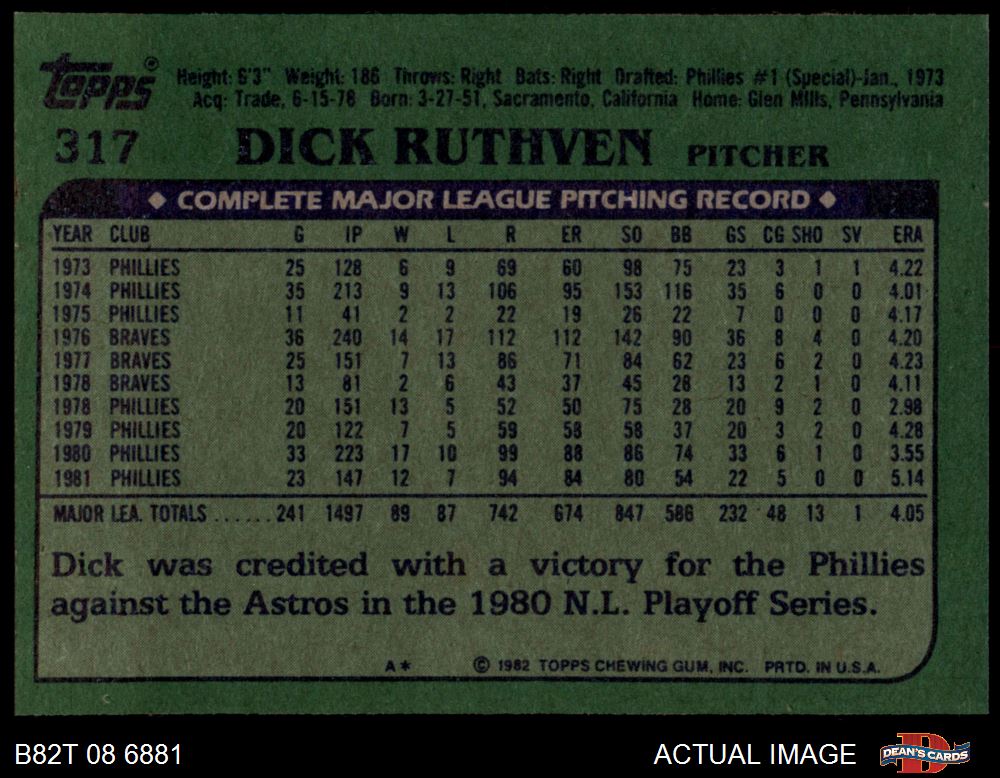 topps® Height: 6'3" Weight: 186 Throws: Right Bats: Right Drafted: Phillies #1 (Special)-Jan., 1973
Acq: Trade, 6-15-78 Born: 3-27-51, Sacramento, California Home: Glen Mills, Pennsylvania
317 DICK RUTHVEN PITCHER
◆ COMPLETE MAJOR LEAGUE PITCHING RECORD ◆
YEAR CLUB G IP W L R ER SO BB GS CG SHO SV ERA
1973 PHILLIES 25 128 6 9 69 60 98 75 23 3 1 1 4.22
1974 PHILLIES 35 213 9 13 106 95 153 116 35 6 0 0 4.01
1975 PHILLIES 11 41 2 2 22 19 26 22 7 0 0 0 4.17
1976 BRAVES 36 240 14 17 112 112 142 90 36 8 4 0 4.20
1977 BRAVES 25 151 7 13 86 71 84 62 23 6 2 0 4.23
1978 BRAVES 13 81 2 6 43 37 45 28 13 2 1 0 4.11
1978 PHILLIES 20 151 13 5 52 50 75 28 20 9 2 0 2.98
1979 PHILLIES 20 122 7 5 59 58 58 37 20 3 2 0 4.28
1980 PHILLIES 33 223 17 10 99 88 86 74 33 6 1 0 3.55
1981 PHILLIES 23 147 12 7 94 84 80 54 22 5 0 0 5.14
MAJOR LEA. TOTALS ...... 241 1497 89 87 742 674 847 586 232 48 13 1 4.05
Dick was credited with a victory for the Phillies
against the Astros in the 1980 N.L. Playoff Series.
A* © 1982 TOPPS CHEWING GUM, INC. PRTD. IN U.S.A.
B82T 08 6881 ACTUAL IMAGE D DEAN'S CARDS